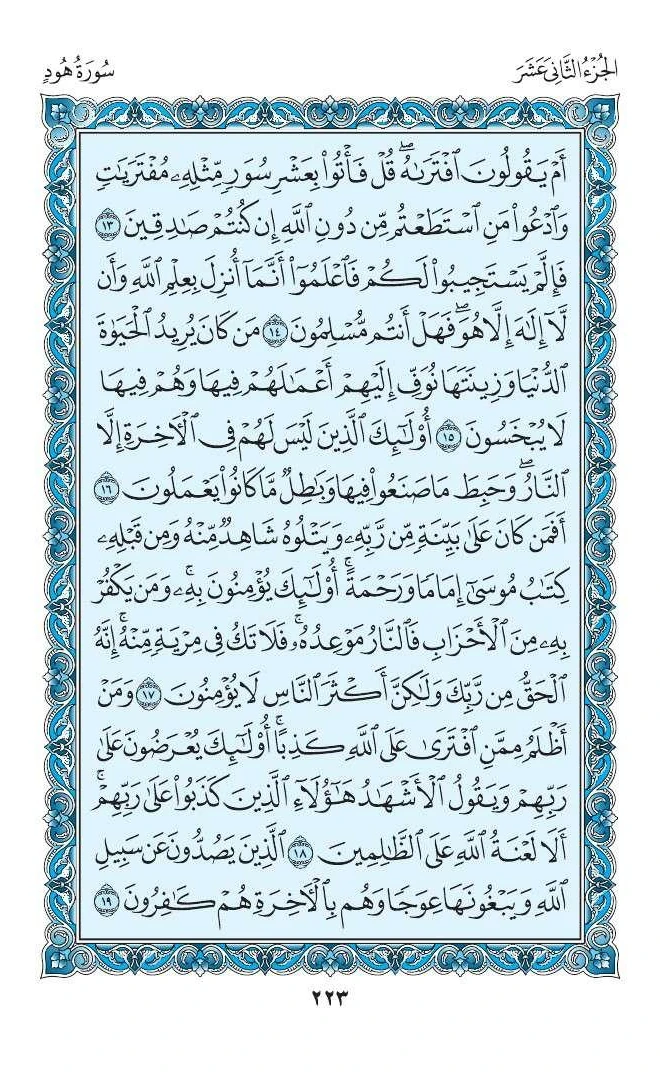 الجُزْءُ الثَّانِي عَشَرَ
سُورَةُ هُودٍ
أَمْ يَقُولُونَ ٱفْتَرَىٰهُۖ قُلْ فَأْتُوا۟ بِعَشْرِ سُوَرٍ مِّثْلِهِۦ مُفْتَرَيَـٰتٍ
وَٱدْعُوا۟ مَنِ ٱسْتَطَعْتُم مِّن دُونِ ٱللَّهِ إِن كُنتُمْ صَـٰدِقِينَ ١٣
فَإِلَّمْ يَسْتَجِيبُوا۟ لَكُمْ فَٱعْلَمُوٓا۟ أَنَّمَآ أُنزِلَ بِعِلْمِ ٱللَّهِ وَأَن
لَّآ إِلَـٰهَ إِلَّا هُوَۖ فَهَلْ أَنتُم مُّسْلِمُونَ ١٤ مَن كَانَ يُرِيدُ ٱلْحَيَوٰةَ
ٱلدُّنْيَا وَزِينَتَهَا نُوَفِّ إِلَيْهِمْ أَعْمَـٰلَهُمْ فِيهَا وَهُمْ فِيهَا
لَا يُبْخَسُونَ ١٥ أُو۟لَـٰٓئِكَ ٱلَّذِينَ لَيْسَ لَهُمْ فِى ٱلْـَٔاخِرَةِ إِلَّا
ٱلنَّارُۖ وَحَبِطَ مَا صَنَعُوا۟ فِيهَا وَبَـٰطِلٌ مَّا كَانُوا۟ يَعْمَلُونَ ١٦
أَفَمَن كَانَ عَلَىٰ بَيِّنَةٍ مِّن رَّبِّهِۦ وَيَتْلُوهُ شَاهِدٌ مِّنْهُ وَمِن قَبْلِهِۦ
كِتَـٰبُ مُوسَىٰٓ إِمَامًا وَرَحْمَةًۚ أُو۟لَـٰٓئِكَ يُؤْمِنُونَ بِهِۦۚ وَمَن يَكْفُرْ
بِهِۦ مِنَ ٱلْأَحْزَابِ فَٱلنَّارُ مَوْعِدُهُۥۚ فَلَا تَكُ فِى مِرْيَةٍ مِّنْهُۚ إِنَّهُ
ٱلْحَقُّ مِن رَّبِّكَ وَلَـٰكِنَّ أَكْثَرَ ٱلنَّاسِ لَا يُؤْمِنُونَ ١٧ وَمَنْ
أَظْلَمُ مِمَّنِ ٱفْتَرَىٰ عَلَى ٱللَّهِ كَذِبًاۚ أُو۟لَـٰٓئِكَ يُعْرَضُونَ عَلَىٰ
رَبِّهِمْ وَيَقُولُ ٱلْأَشْهَـٰدُ هَـٰٓؤُلَآءِ ٱلَّذِينَ كَذَبُوا۟ عَلَىٰ رَبِّهِمْۚ
أَلَا لَعْنَةُ ٱللَّهِ عَلَى ٱلظَّـٰلِمِينَ ١٨ ٱلَّذِينَ يَصُدُّونَ عَن سَبِيلِ
ٱللَّهِ وَيَبْغُونَهَا عِوَجًا وَهُم بِٱلْـَٔاخِرَةِ هُمْ كَـٰفِرُونَ ١٩
٢٢٣